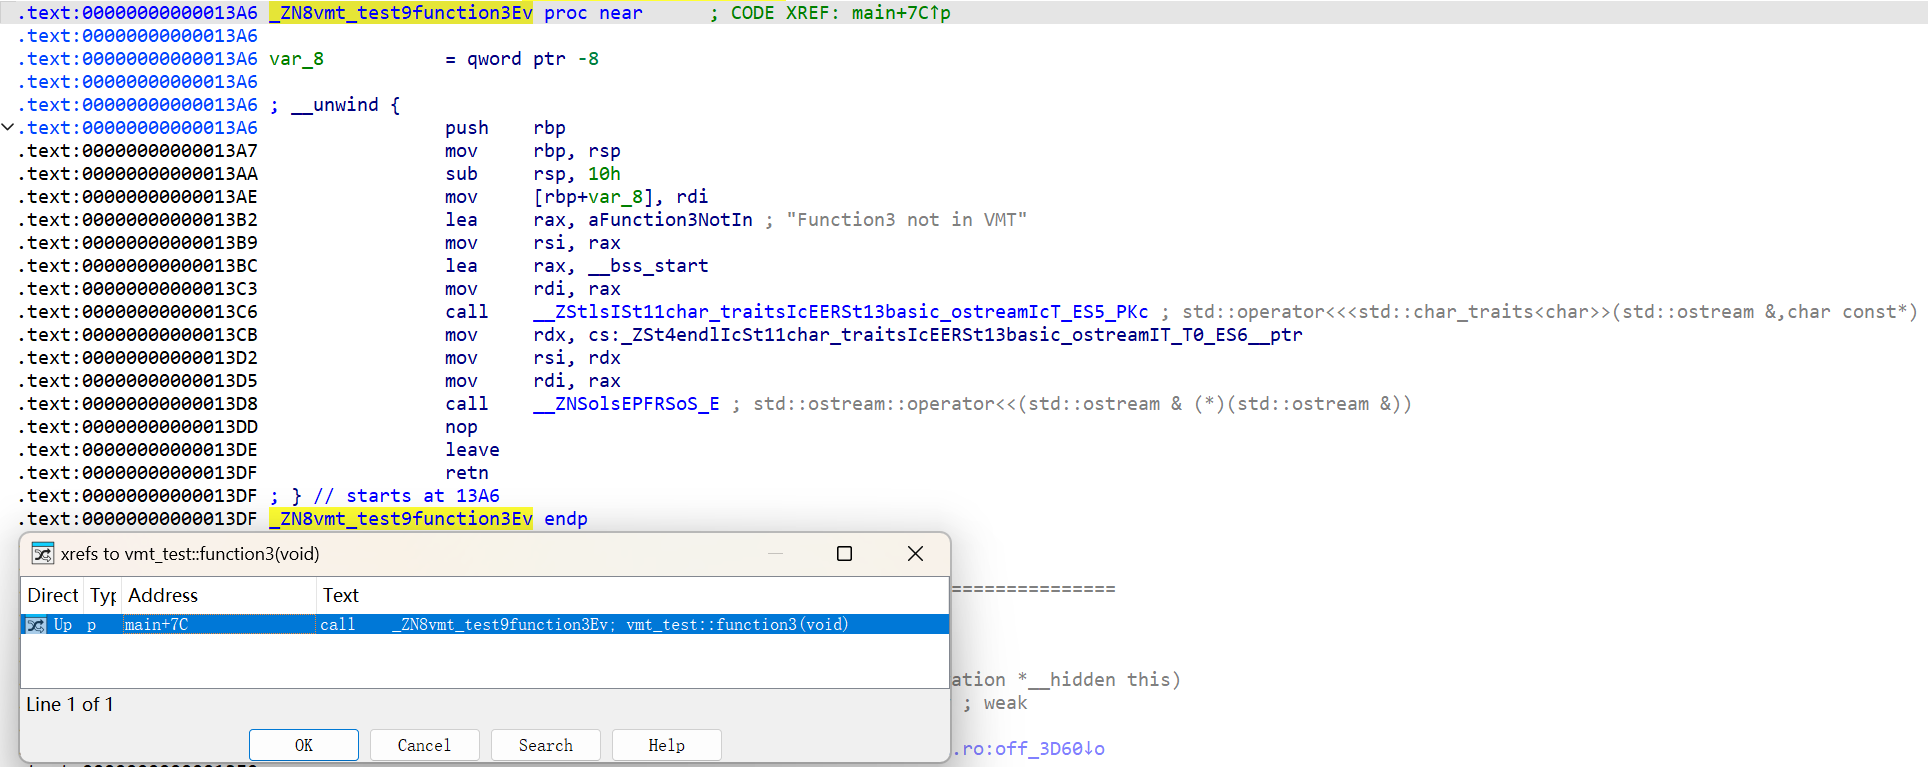 .text:00000000000013A6 _ZN8vmt_test9function3Ev proc near ; CODE XREF: main+7C↑p
.text:00000000000013A6
.text:00000000000013A6 var_8 = qword ptr -8
.text:00000000000013A6
.text:00000000000013A6 ; __unwind {
.text:00000000000013A6 push rbp
.text:00000000000013A7 mov rbp, rsp
.text:00000000000013AA sub rsp, 10h
.text:00000000000013AE mov [rbp+var_8], rdi
.text:00000000000013B2 lea rax, aFunction3NotIn ; "Function3 not in VMT"
.text:00000000000013B9 mov rsi, rax
.text:00000000000013BC lea rax, __bss_start
.text:00000000000013C3 mov rdi, rax
.text:00000000000013C6 call __ZStlsISt11char_traitsIcEERSt13basic_ostreamIcT_ES5_PKc ; std::operator<<<std::char_traits<char>>(std::ostream &,char const*)
.text:00000000000013CB mov rdx, cs:_ZSt4endlIcSt11char_traitsIcEERSt13basic_ostreamIT_T0_ES6__ptr
.text:00000000000013D2 mov rsi, rdx
.text:00000000000013D5 mov rdi, rax
.text:00000000000013D8 call __ZNSolsEPFRSoS_E ; std::ostream::operator<<(std::ostream & (*)(std::ostream &))
.text:00000000000013DD nop
.text:00000000000013DE leave
.text:00000000000013DF retn
.text:00000000000013DF ; } // starts at 13A6
.text:00000000000013DF _ZN8vmt_test9function3Ev endp
xrefs to vmt_test::function3(void)
Direct Typ Address Text
Up p main+7C call _ZN8vmt_test9function3Ev; vmt_test::function3(void)
Line 1 of 1
OK Cancel Search Help
===============
ation *__hidden this)
; weak
.ro:off_3D60↓o